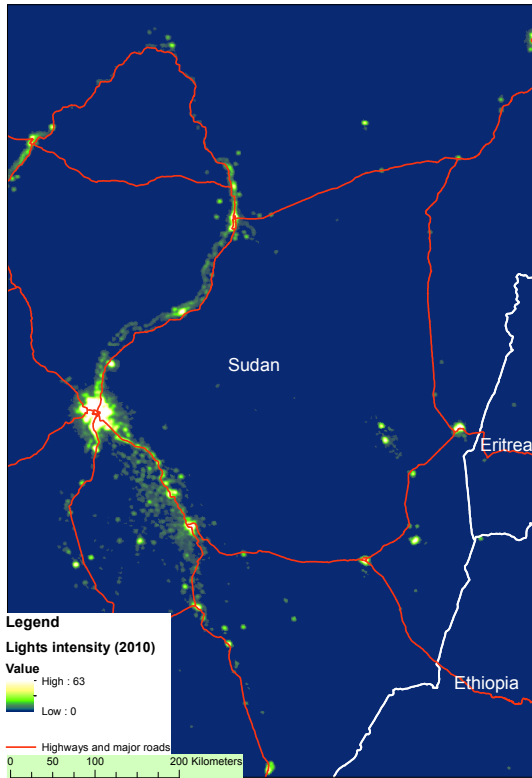 Sudan
Eritrea
Ethiopia
Legend
Lights intensity (2010)
Value
High : 63
Low : 0
Highways and major roads
0 50 100 200 Kilometers